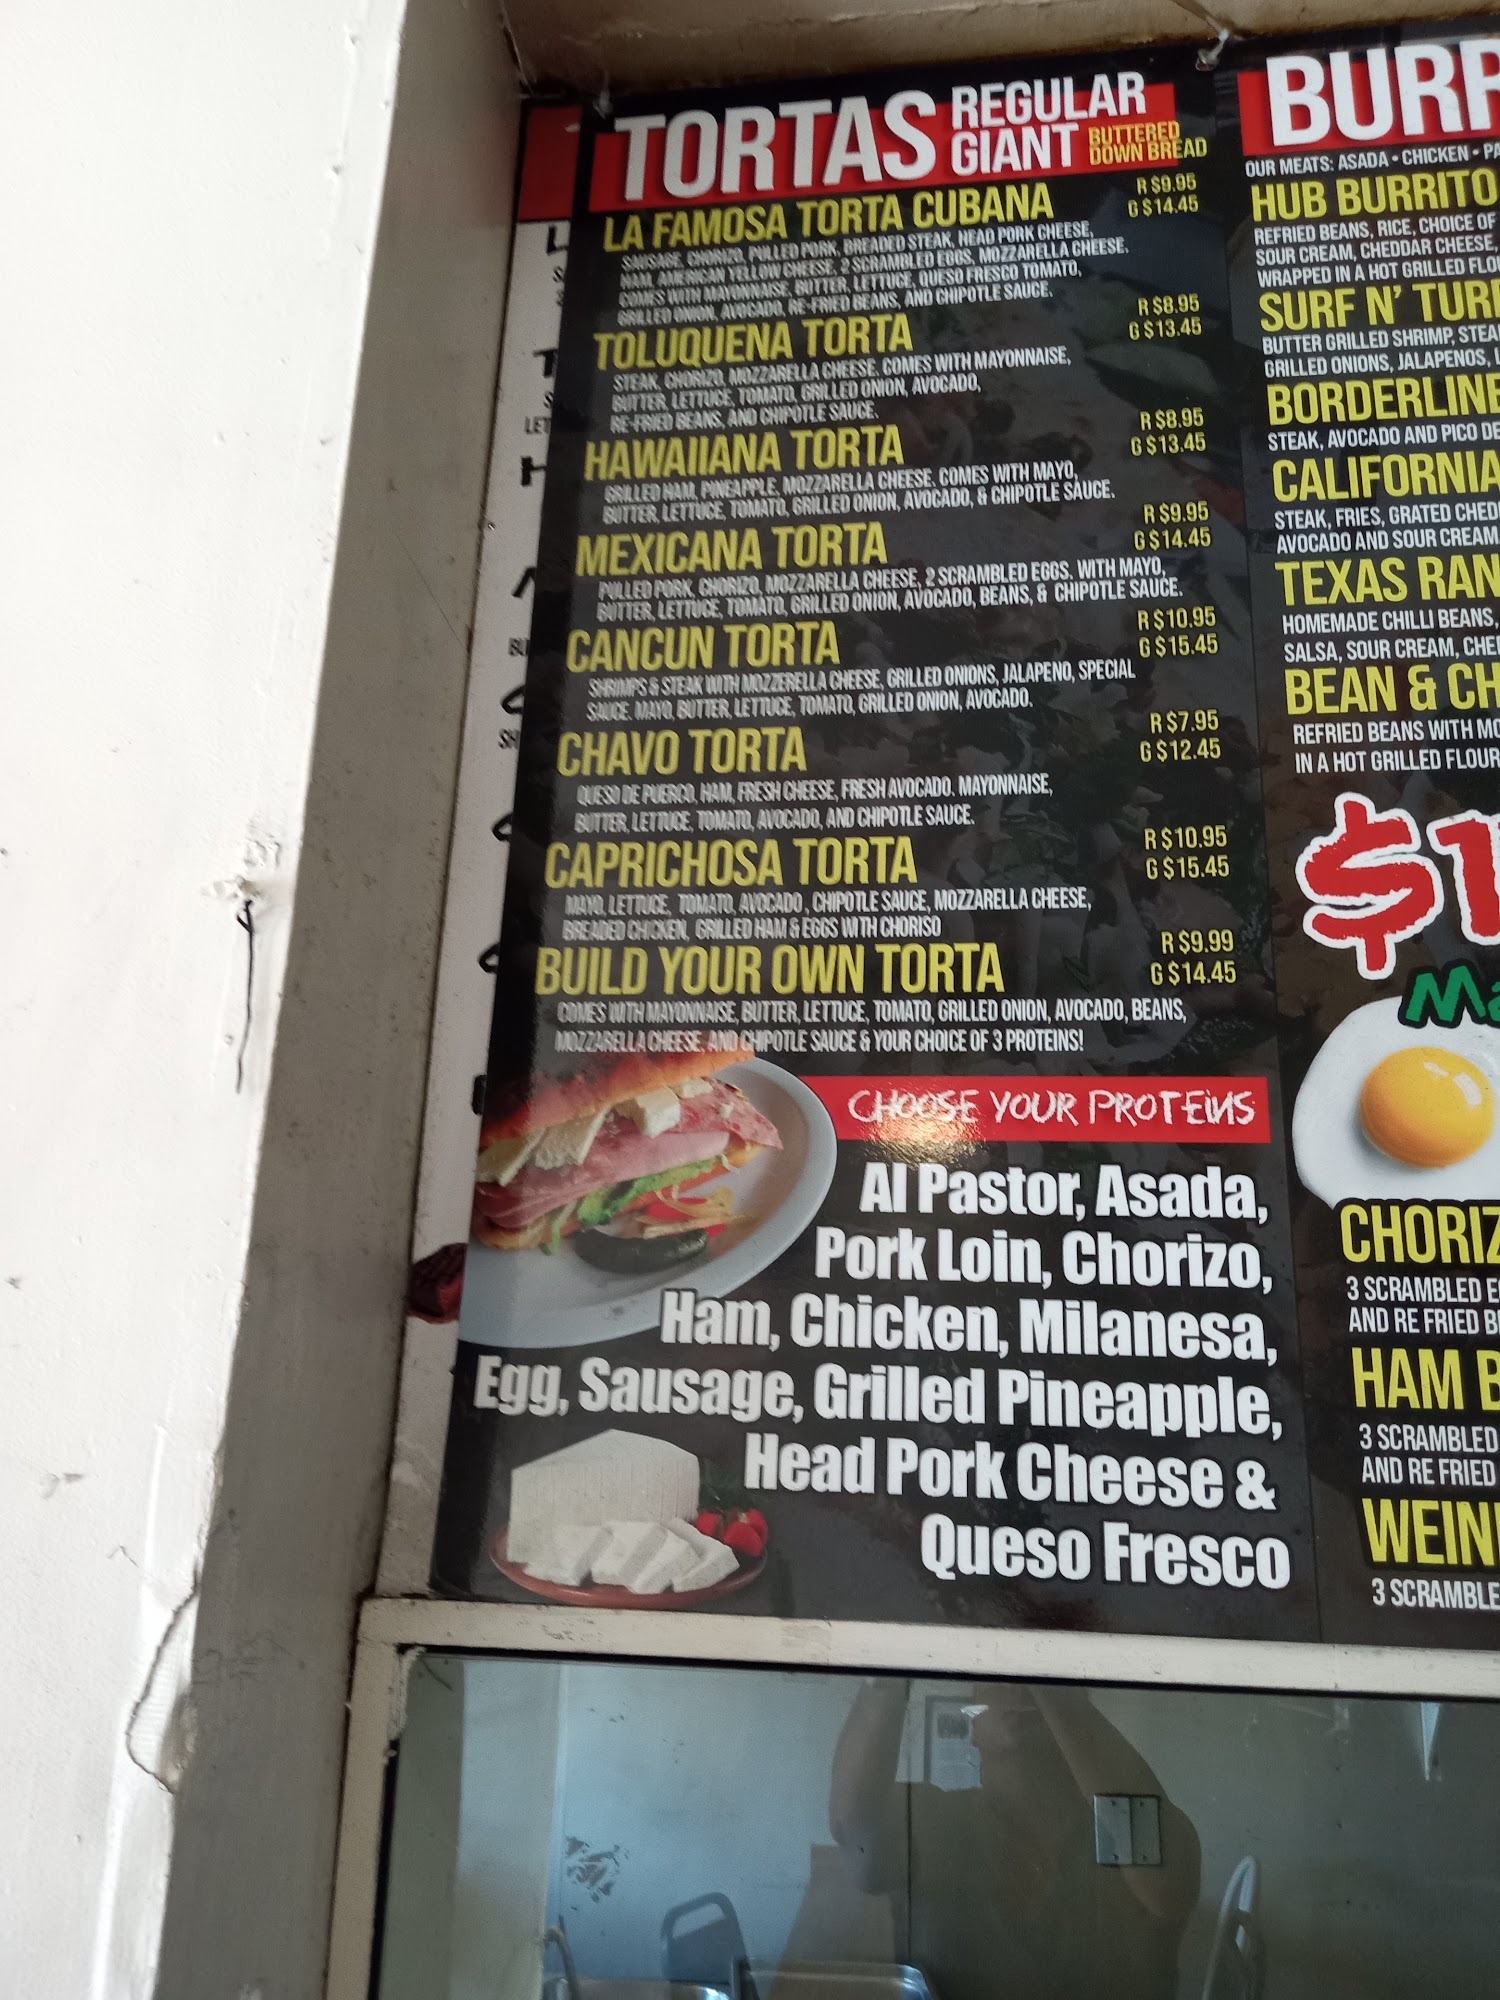 TORTAS REGULAR
GIANT BUTTERED
DOWN BREAD
LA FAMOSA TORTA CUBANA R $9.95
G $14.45
SAUSAGE, CHORIZO, PULLED PORK, BREADED STEAK, HEAD PORK CHEESE,
HAM, AMERICAN YELLOW CHEESE, 2 SCRAMBLED EGGS, MOZZARELLA CHEESE.
COMES WITH MAYONNAISE, BUTTER, LETTUCE, QUESO FRESCO TOMATO,
GRILLED ONION, AVOCADO, RE-FRIED BEANS, AND CHIPOTLE SAUCE.
TOLUQUENA TORTA R $8.95
G $13.45
STEAK, CHORIZO, MOZZARELLA CHEESE. COMES WITH MAYONNAISE,
BUTTER, LETTUCE, TOMATO, GRILLED ONION, AVOCADO,
RE-FRIED BEANS, AND CHIPOTLE SAUCE.
HAWAIIANA TORTA R $8.95
G $13.45
GRILLED HAM, PINEAPPLE, MOZZARELLA CHEESE. COMES WITH MAYO,
BUTTER, LETTUCE, TOMATO, GRILLED ONION, AVOCADO, & CHIPOTLE SAUCE.
MEXICANA TORTA R $9.95
G $14.45
PULLED PORK, CHORIZO, MOZZARELLA CHEESE, 2 SCRAMBLED EGGS. WITH MAYO,
BUTTER, LETTUCE, TOMATO, GRILLED ONION, AVOCADO, BEANS, & CHIPOTLE SAUCE.
CANCUN TORTA R $10.95
G $15.45
SHRIMPS & STEAK WITH MOZZERELLA CHEESE, GRILLED ONIONS, JALAPENO, SPECIAL
SAUCE. MAYO, BUTTER, LETTUCE, TOMATO, GRILLED ONION, AVOCADO.
CHAVO TORTA R $7.95
G $12.45
QUESO DE PUERCO, HAM, FRESH CHEESE, FRESH AVOCADO. MAYONNAISE,
BUTTER, LETTUCE, TOMATO, AVOCADO, AND CHIPOTLE SAUCE.
CAPRICHOSA TORTA R $10.95
G $15.45
MAYO, LETTUCE, TOMATO, AVOCADO, CHIPOTLE SAUCE, MOZZARELLA CHEESE,
BREADED CHICKEN, GRILLED HAM & EGGS WITH CHORISO
BUILD YOUR OWN TORTA R $9.99
G $14.45
COMES WITH MAYONNAISE, BUTTER, LETTUCE, TOMATO, GRILLED ONION, AVOCADO, BEANS,
MOZZARELLA CHEESE, AND CHIPOTLE SAUCE & YOUR CHOICE OF 3 PROTEINS!
CHOOSE YOUR PROTEINS
Al Pastor, Asada,
Pork Loin, Chorizo,
Ham, Chicken, Milanesa,
Egg, Sausage, Grilled Pineapple,
Head Pork Cheese &
Queso Fresco
BURR
OUR MEATS: ASADA • CHICKEN • PA
HUB BURRITO
REFRIED BEANS, RICE, CHOICE OF
SOUR CREAM, CHEDDAR CHEESE,
WRAPPED IN A HOT GRILLED FLOU
SURF N' TURF
BUTTER GRILLED SHRIMP, STEA
GRILLED ONIONS, JALAPENOS,
BORDERLINE
STEAK, AVOCADO AND PICO DE
CALIFORNIA
STEAK, FRIES, GRATED CHED
AVOCADO AND SOUR CREAM
TEXAS RAN
HOMEMADE CHILLI BEANS,
SALSA, SOUR CREAM, CHE
BEAN & CH
REFRIED BEANS WITH MO
IN A HOT GRILLED FLOUR
$1
Ma
CHORIZ
3 SCRAMBLED E
AND RE FRIED B
HAM B
3 SCRAMBLED
AND RE FRIED
WEIN
3 SCRAMBLE